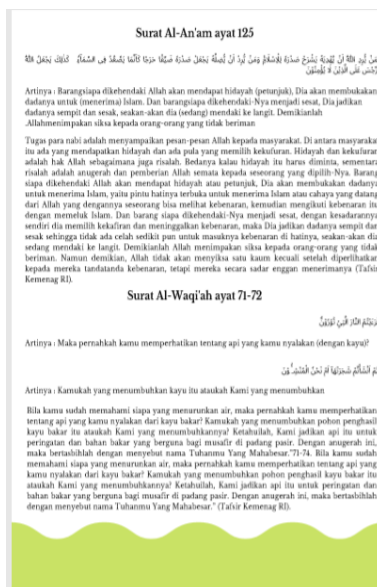 Surat Al-An'am ayat 125
Artinya : Barangsiapa dikehendaki Allah akan mendapat hidayah (petunjuk), Dia akan membukakan
dadanya untuk (menerima) Islam. Dan barangsiapa dikehendaki-Nya menjadi sesat, Dia jadikan
dadanya sempit dan sesak, seakan-akan dia (sedang) mendaki ke langit. Demikianlah
.Allahmenimpakan siksa kepada orang-orang yang tidak beriman
Tugas para nabi adalah menyampaikan pesan-pesan Allah kepada masyarakat. Di antara masyarakat
itu ada yang mendapatkan hidayah dan ada pula yang memilih kekufuran. Hidayah dan kekufuran
adalah hak Allah sebagaimana juga risalah. Bedanya kalau hidayah itu harus diminta, sementara
risalah adalah anugerah dan pemberian Allah semata kepada seseorang yang dipilih-Nya. Barang
siapa dikehendaki Allah akan mendapat hidayah atau petunjuk, Dia akan membukakan dadanya
untuk menerima Islam, yaitu pintu hatinya terbuka untuk menerima Islam atau cahaya yang datang
dari Allah yang dengannya seseorang bisa melihat kebenaran, kemudian mengikuti kebenaran itu
dengan memeluk Islam. Dan barang siapa dikehendaki-Nya menjadi sesat, dengan kesadarannya
sendiri dia memilih kekafiran dan meninggalkan kebenaran, maka Dia jadikan dadanya sempit dan
sesak sehingga tidak ada celah sedikit pun untuk masuknya kebenaran di hatinya, seakan-akan dia
sedang mendaki ke langit. Demikianlah Allah menimpakan siksa kepada orang-orang yang tidak
beriman. Namun demikian, Allah tidak akan menyiksa satu kaum kecuali setelah diperlihatkan
kepada mereka tandatanda kebenaran, tetapi mereka secara sadar enggan menerimanya (Tafsir
Kemenag RI).
Surat Al-Waqi'ah ayat 71-72
Artinya : Maka pernahkah kamu memperhatikan tentang api yang kamu nyalakan (dengan kayu)?
Artinya : Kamukah yang menumbuhkan kayu itu ataukah Kami yang menumbuhkan
Bila kamu sudah memahami siapa yang menurunkan air, maka pernahkah kamu memperhatikan
tentang api yang kamu nyalakan dari kayu bakar? Kamukah yang menumbuhkan pohon penghasil
kayu bakar itu ataukah Kami yang menumbuhkannya? Ketahuilah, Kami jadikan api itu untuk
peringatan dan bahan bakar yang berguna bagi musafir di padang pasir. Dengan anugerah ini,
maka bertasbihlah dengan menyebut nama Tuhanmu Yang Mahabesar."71-74. Bila kamu sudah
memahami siapa yang menurunkan air, maka pernahkah kamu memperhatikan tentang api yang
kamu nyalakan dari kayu bakar? Kamukah yang menumbuhkan pohon penghasil kayu bakar itu
ataukah Kami yang menumbuhkannya? Ketahuilah, Kami jadikan api itu untuk peringatan dan
bahan bakar yang berguna bagi musafir di padang pasir. Dengan anugerah ini, maka bertasbihlah
dengan menyebut nama Tuhanmu Yang Mahabesar." (Tafsir Kemenag RI).